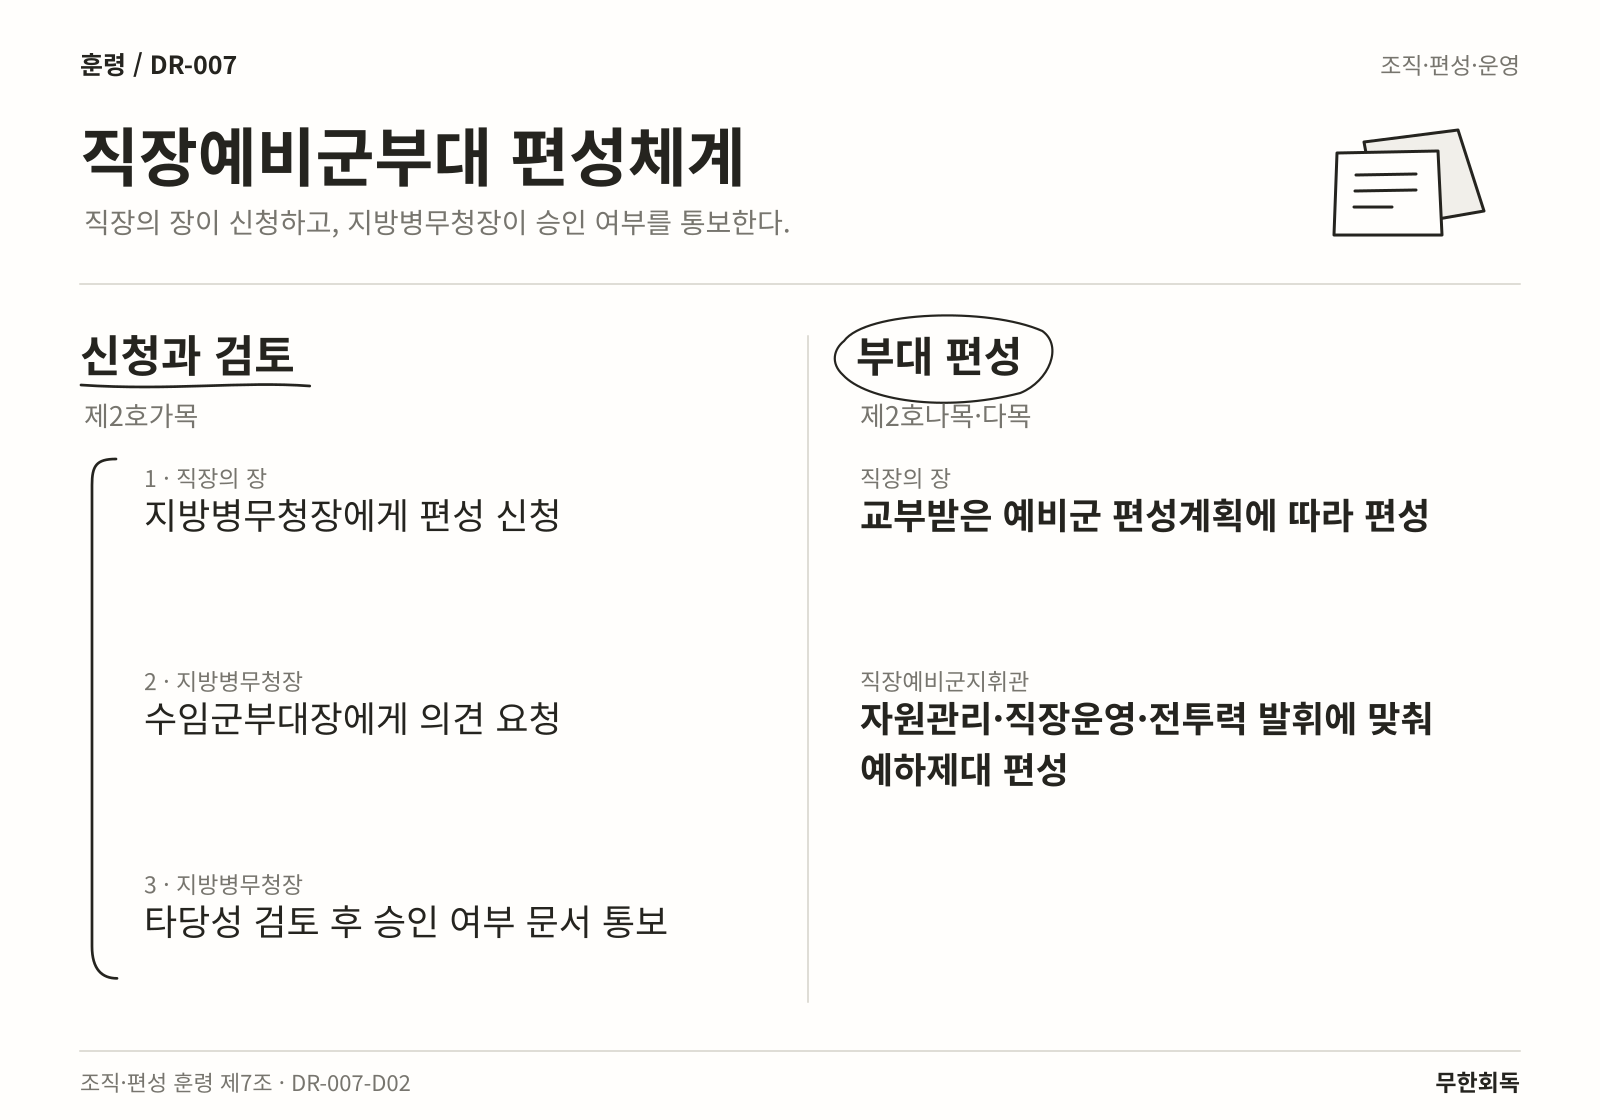 훈령 / DR-007
조직·편성·운영
직장예비군부대 편성체계
직장의 장이 신청하고, 지방병무청장이 승인 여부를 통보한다.
신청과 검토
제2호가목
1 · 직장의 장
지방병무청장에게 편성 신청
2 · 지방병무청장
수임군부대장에게 의견 요청
3 · 지방병무청장
타당성 검토 후 승인 여부 문서 통보
부대 편성
제2호나목·다목
직장의 장
교부받은 예비군 편성계획에 따라 편성
직장예비군지휘관
자원관리·직장운영·전투력 발휘에 맞춰
예하제대 편성
조직·편성 훈령 제7조 · DR-007-D02
무한회독